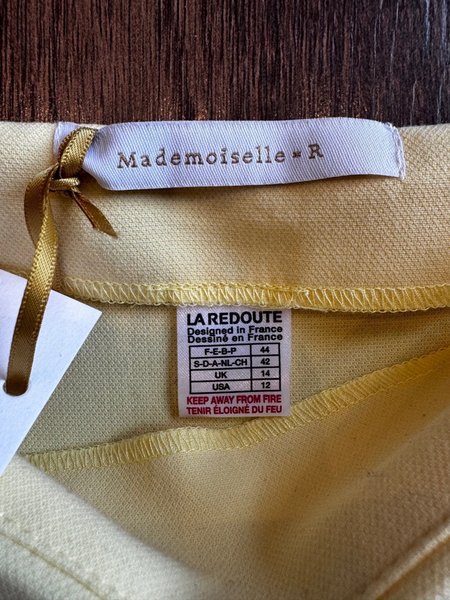 Mademoiselle - R
LA REDOUTE
Designed in France
Dessiné en France
F-E-B-P 44
S-D-A-NL-CH 42
UK 14
USA 12
KEEP AWAY FROM FIRE
TENIR ÉLOIGNÉ DU FEU